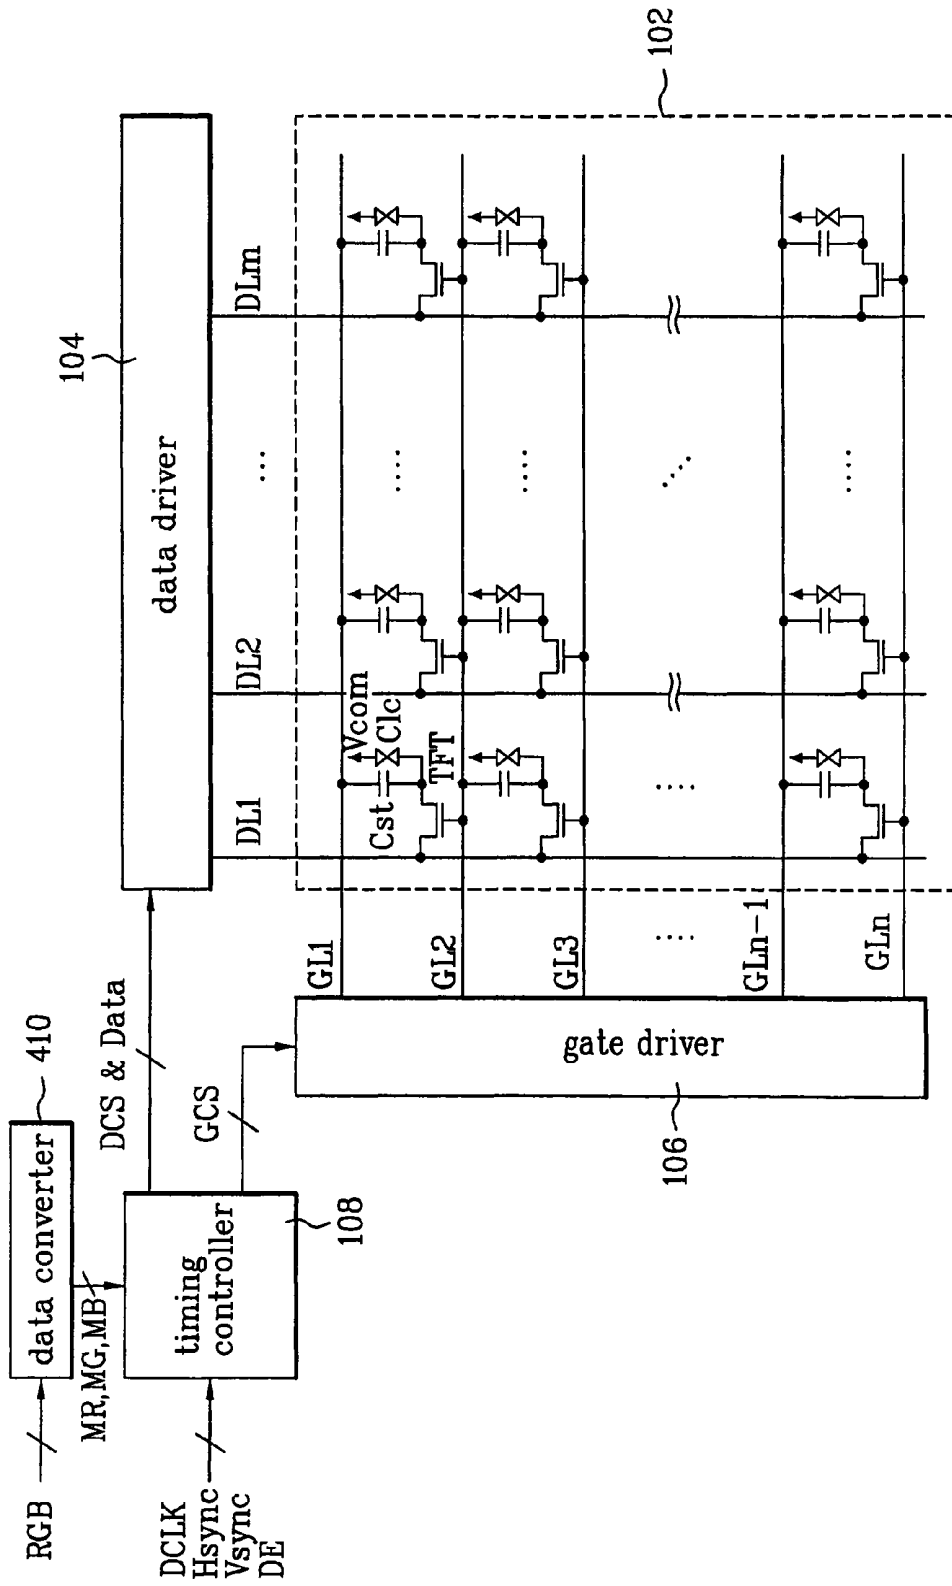 RGB
data converter
410
MR,MG,MB
DCLK
Hsync
Vsync
DE
timing
controller
108
DCS & Data
GCS
data driver
104
gate driver
106
102
DL1
DL2
DLm
....
GL1
GL2
GL3
....
GLn-1
GLn
Vcom
Clc
Cst
TFT